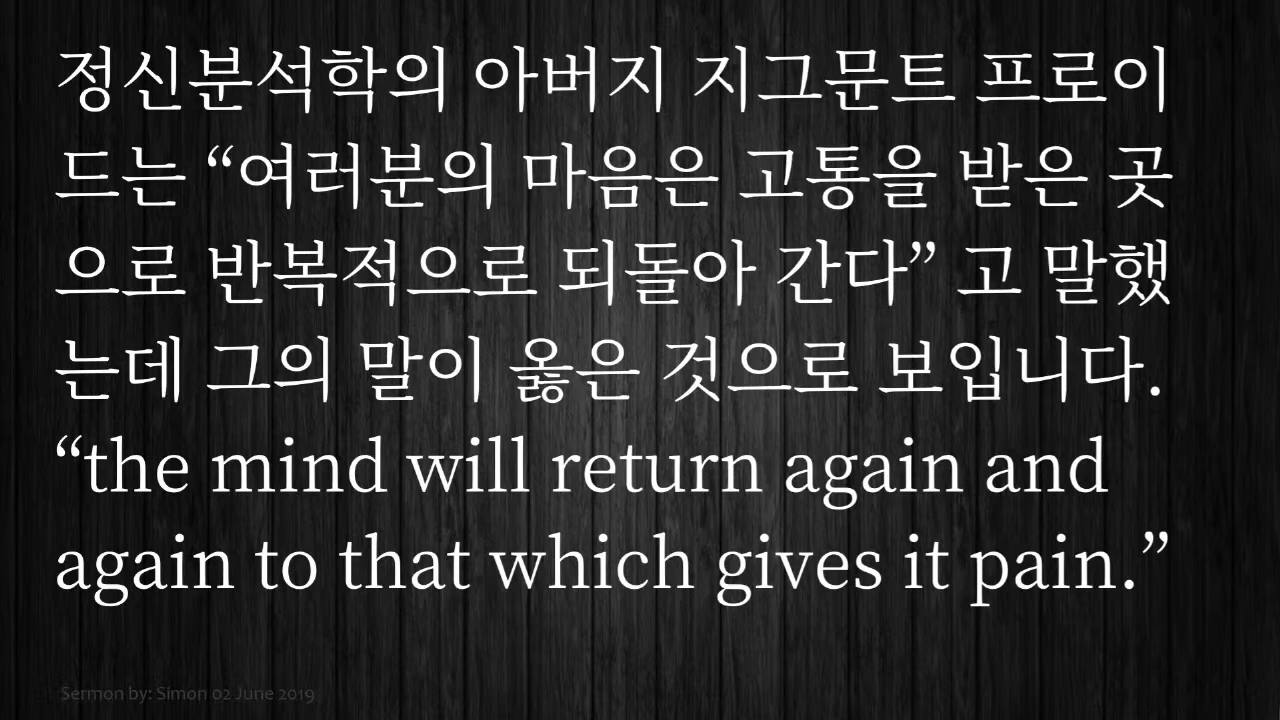 정신분석학의 아버지 지그문트 프로이
드는 “여러분의 마음은 고통을 받은 곳
으로 반복적으로 되돌아 간다” 고 말했
는데 그의 말이 옳은 것으로 보입니다.
“the mind will return again and
again to that which gives it pain.”
Sermon by: Simon 02 June 2019